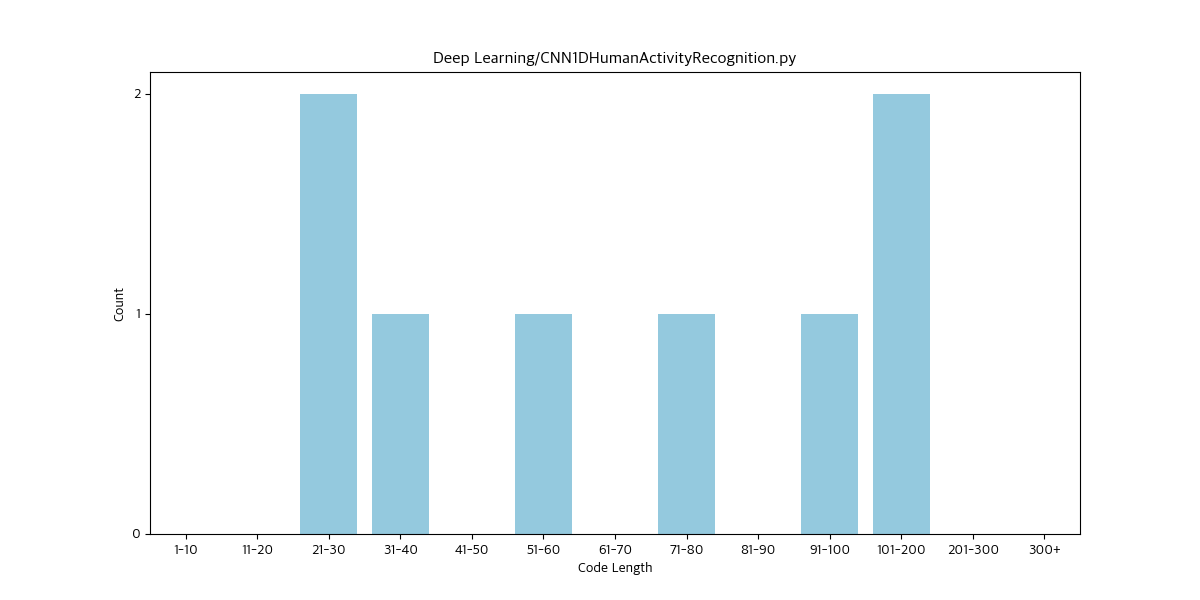 Deep Learning/CNN1DHumanActivityRecognition.py
2
1
0
Count
1-10 11-20 21-30 31-40 41-50 51-60 61-70 71-80 81-90 91-100 101-200 201-300 300+
Code Length